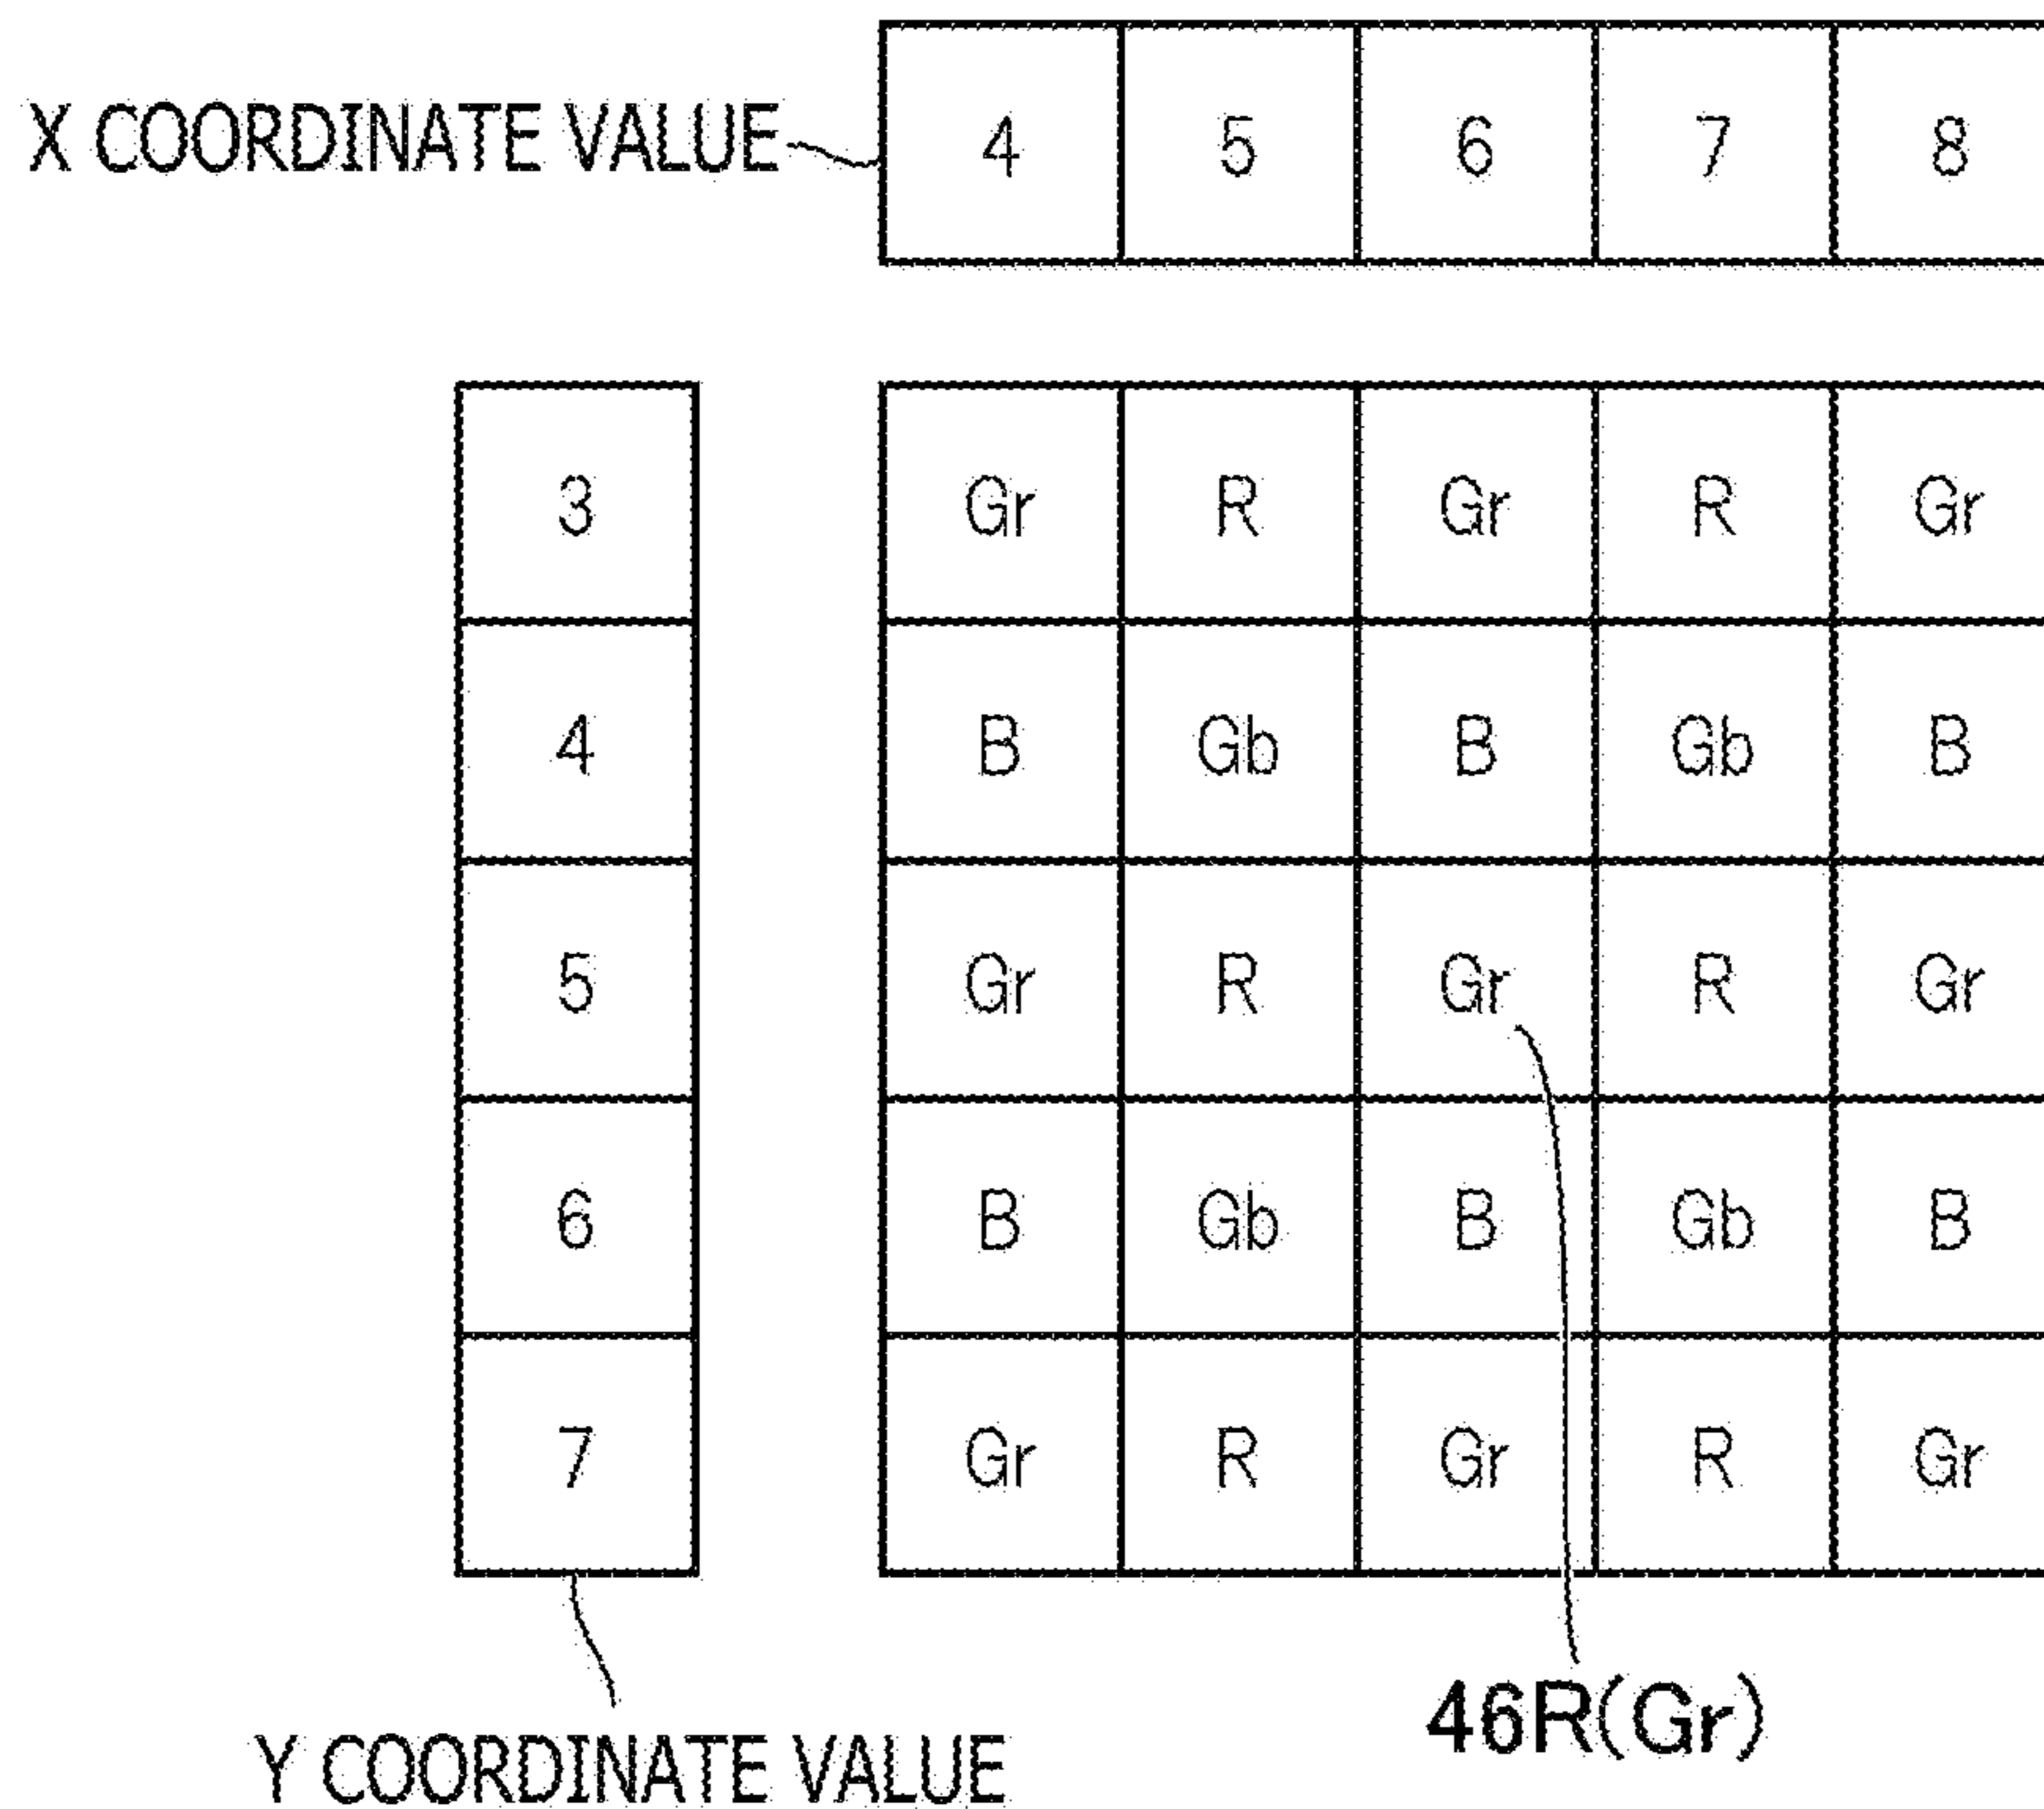 X COORDINATE VALUE 4 5 6 7 8
3 Gr R Gr R Gr
4 B Gb B Gb B
5 Gr R Gr R Gr
6 B Gb B Gb B
7 Gr R Gr R Gr
46R(Gr)
Y COORDINATE VALUE